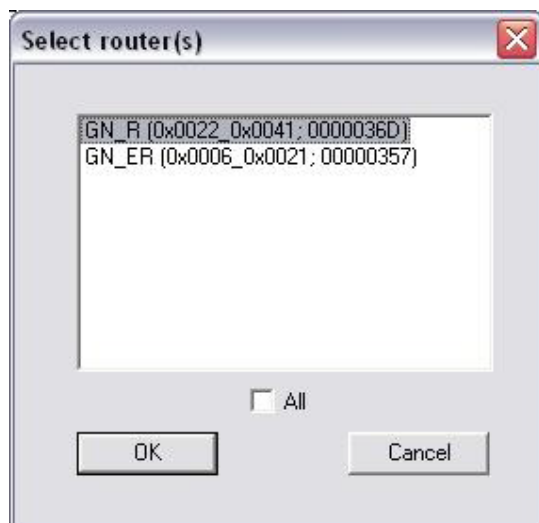 Select router(s)
GN_R (0x0022_0x0041; 0000036D)
GN_ER (0x0006_0x0021; 00000357)
All
OK
Cancel